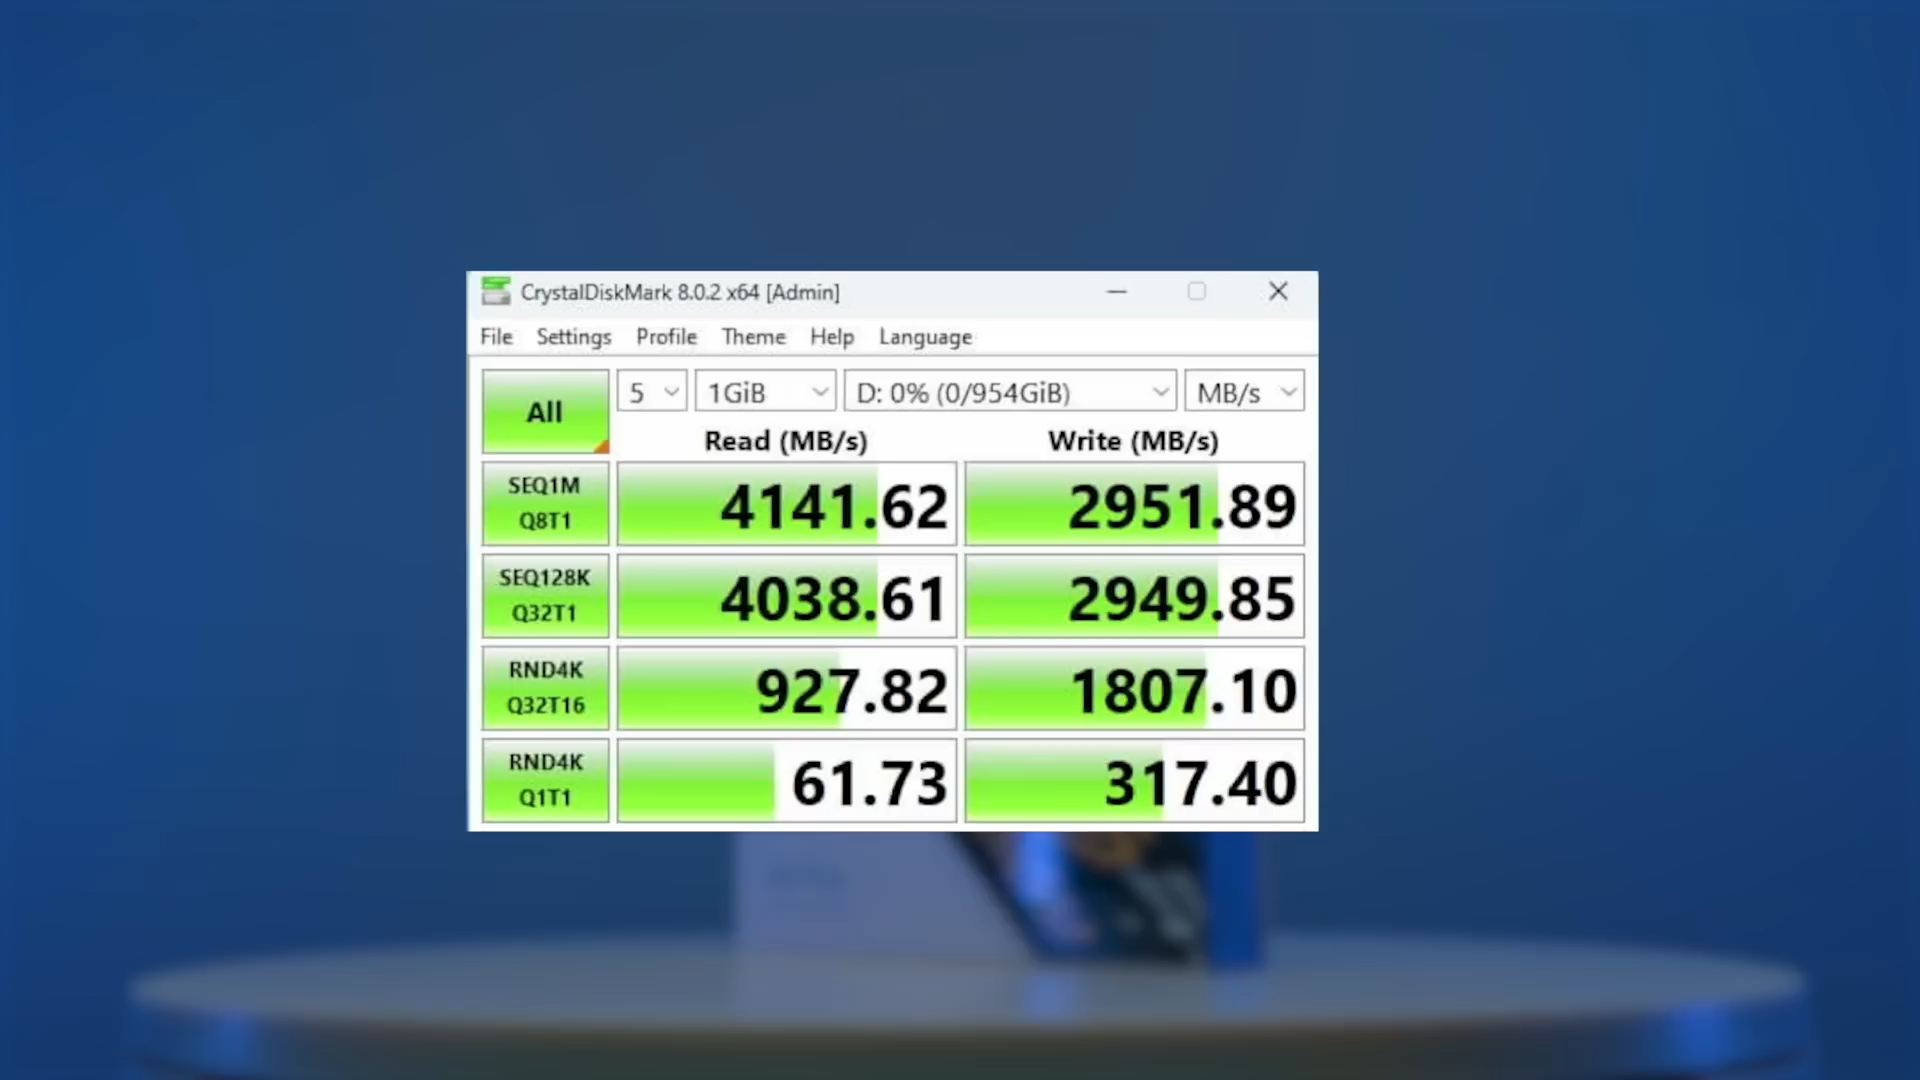 CrystalDiskMark 8.0.2 x64 [Admin]
File Settings Profile Theme Help Language
All 5 1GiB D: 0% (0/954GiB) MB/s
Read (MB/s) Write (MB/s)
SEQ1M
Q8T1
4141.62 2951.89
SEQ128K
Q32T1
4038.61 2949.85
RND4K
Q32T16
927.82 1807.10
RND4K
Q1T1
61.73 317.40